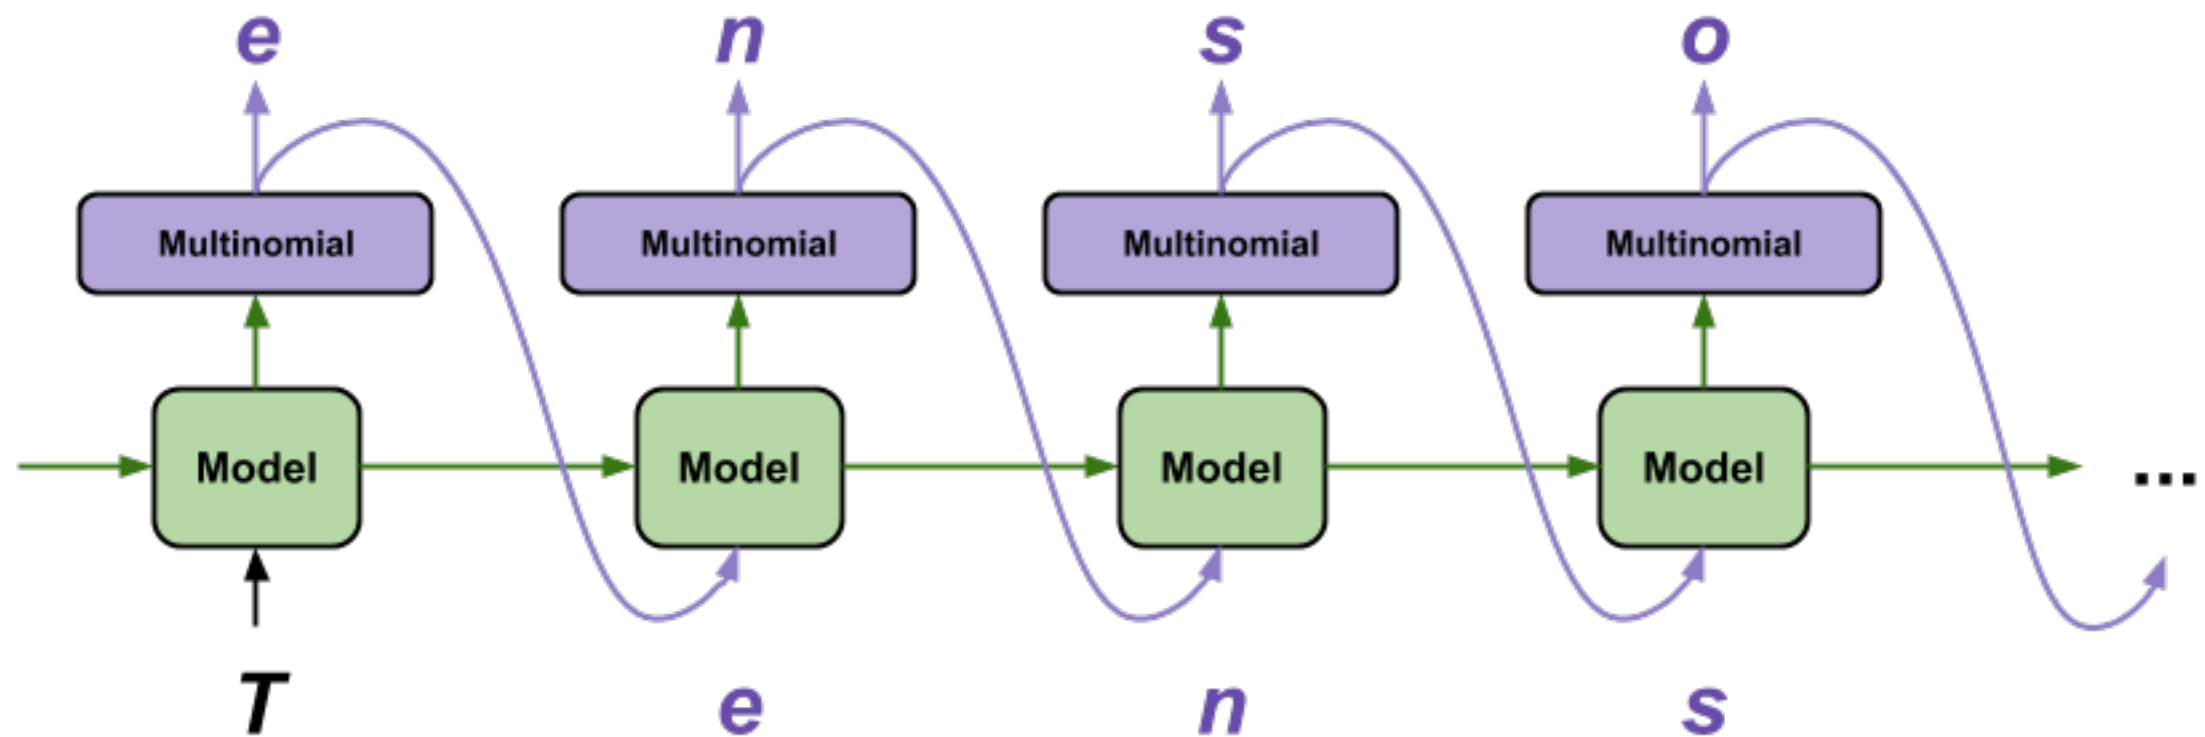 e n s o
Multinomial Multinomial Multinomial Multinomial
Model Model Model Model ...
T e n s